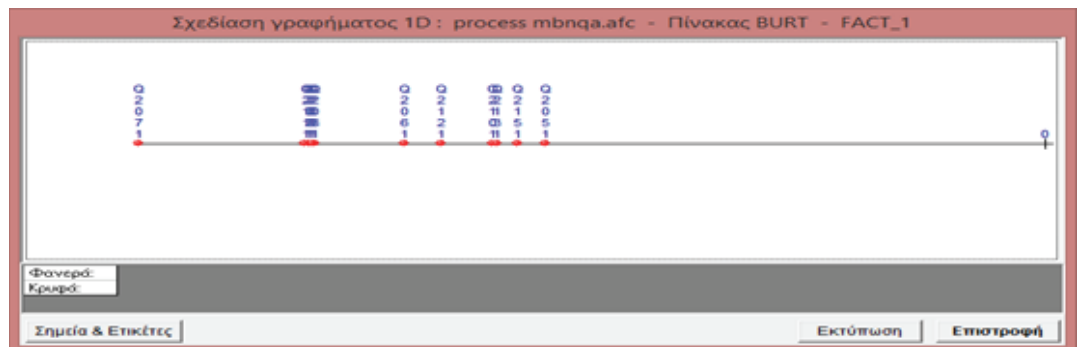 Σχεδίαση γραφήματος 1D : process mbnqa.afc - Πίνακας BURT - FACT_1
Q2071
Q2061
Q2121
Q2151
Q2051
0
Φανερά:
Κρυφά:
Σημεία & Ετικέτες
Εκτύπωση
Επιστροφή